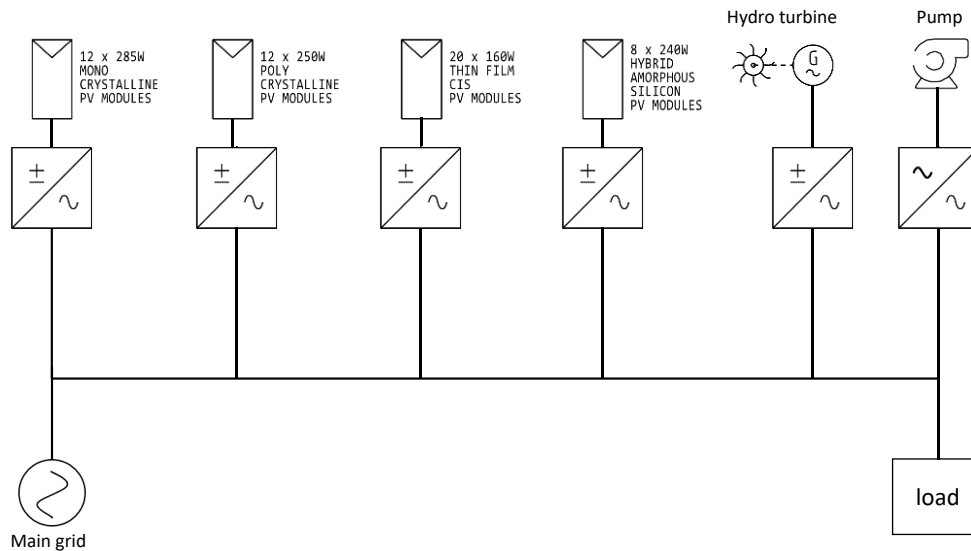 Hydro turbine
Pump
12 x 285W
MONO
CRYSTALLINE
PV MODULES
12 x 250W
POLY
CRYSTALLINE
PV MODULES
20 x 160W
THIN FILM
CIS
PV MODULES
8 x 240W
HYBRID
AMORPHOUS
SILICON
PV MODULES
G
load
Main grid